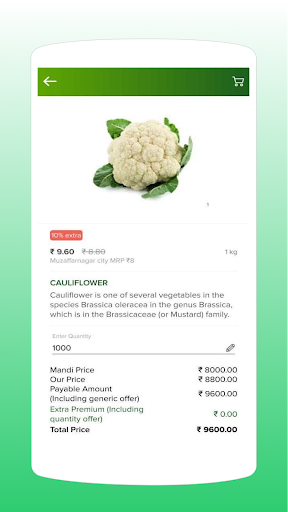 1
10% extra
₹ 9.60 ₹ 8.80 1 kg
Muzaffarnagar city MRP ₹8
CAULIFLOWER
Cauliflower is one of several vegetables in the
species Brassica oleracea in the genus Brassica,
which is in the Brassicaceae (or Mustard) family.
Enter Quantity
1000
Mandi Price ₹ 8000.00
Our Price ₹ 8800.00
Payable Amount
(Including generic offer) ₹ 9600.00
Extra Premium (Including
quantity offer) ₹ 0.00
Total Price ₹ 9600.00